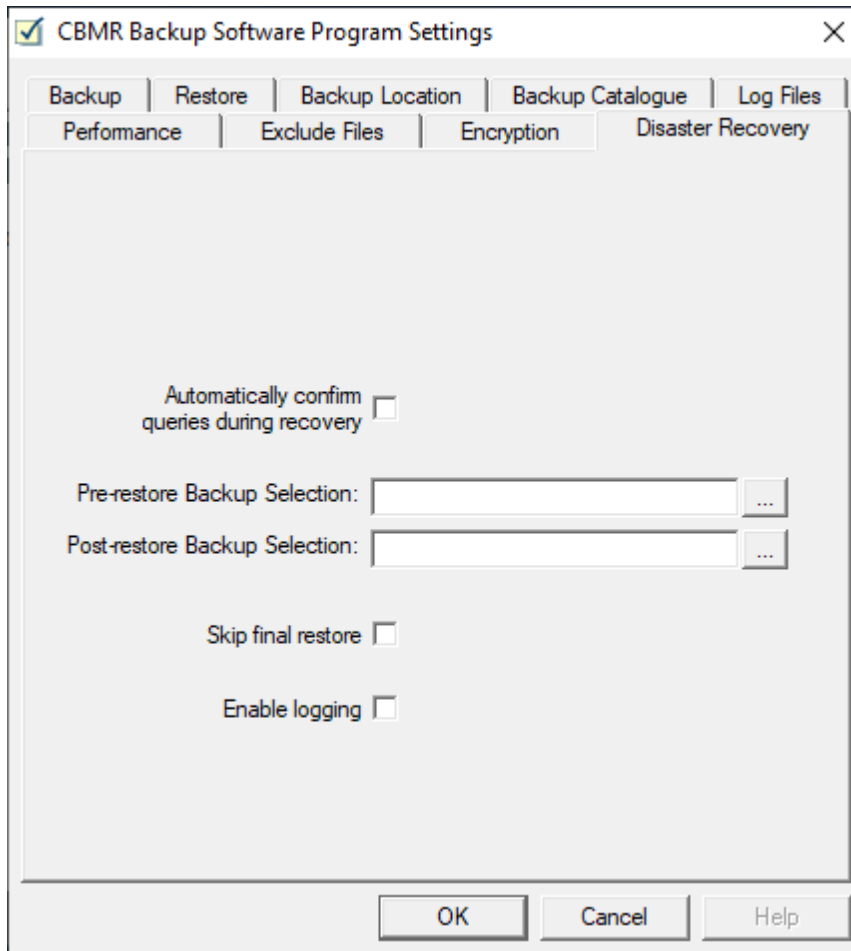 CBMR Backup Software Program Settings
Backup Restore Backup Location Backup Catalogue Log Files
Performance Exclude Files Encryption Disaster Recovery
Automatically confirm
queries during recovery
Pre-restore Backup Selection: ...
Post-restore Backup Selection: ...
Skip final restore
Enable logging
OK Cancel Help